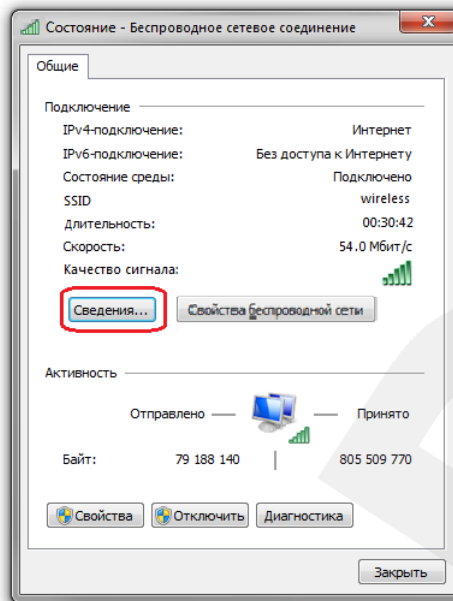 Состояние - Беспроводное сетевое соединение
Общие
Подключение
IPv4-подключение: Интернет
IPv6-подключение: Без доступа к Интернету
Состояние среды: Подключено
SSID wireless
Длительность: 00:30:42
Скорость: 54.0 Мбит/с
Качество сигнала:
Сведения... Свойства беспроводной сети
Активность
Отправлено Принято
Байт: 79 188 140 805 509 770
Свойства Отключить Диагностика
Закрыть